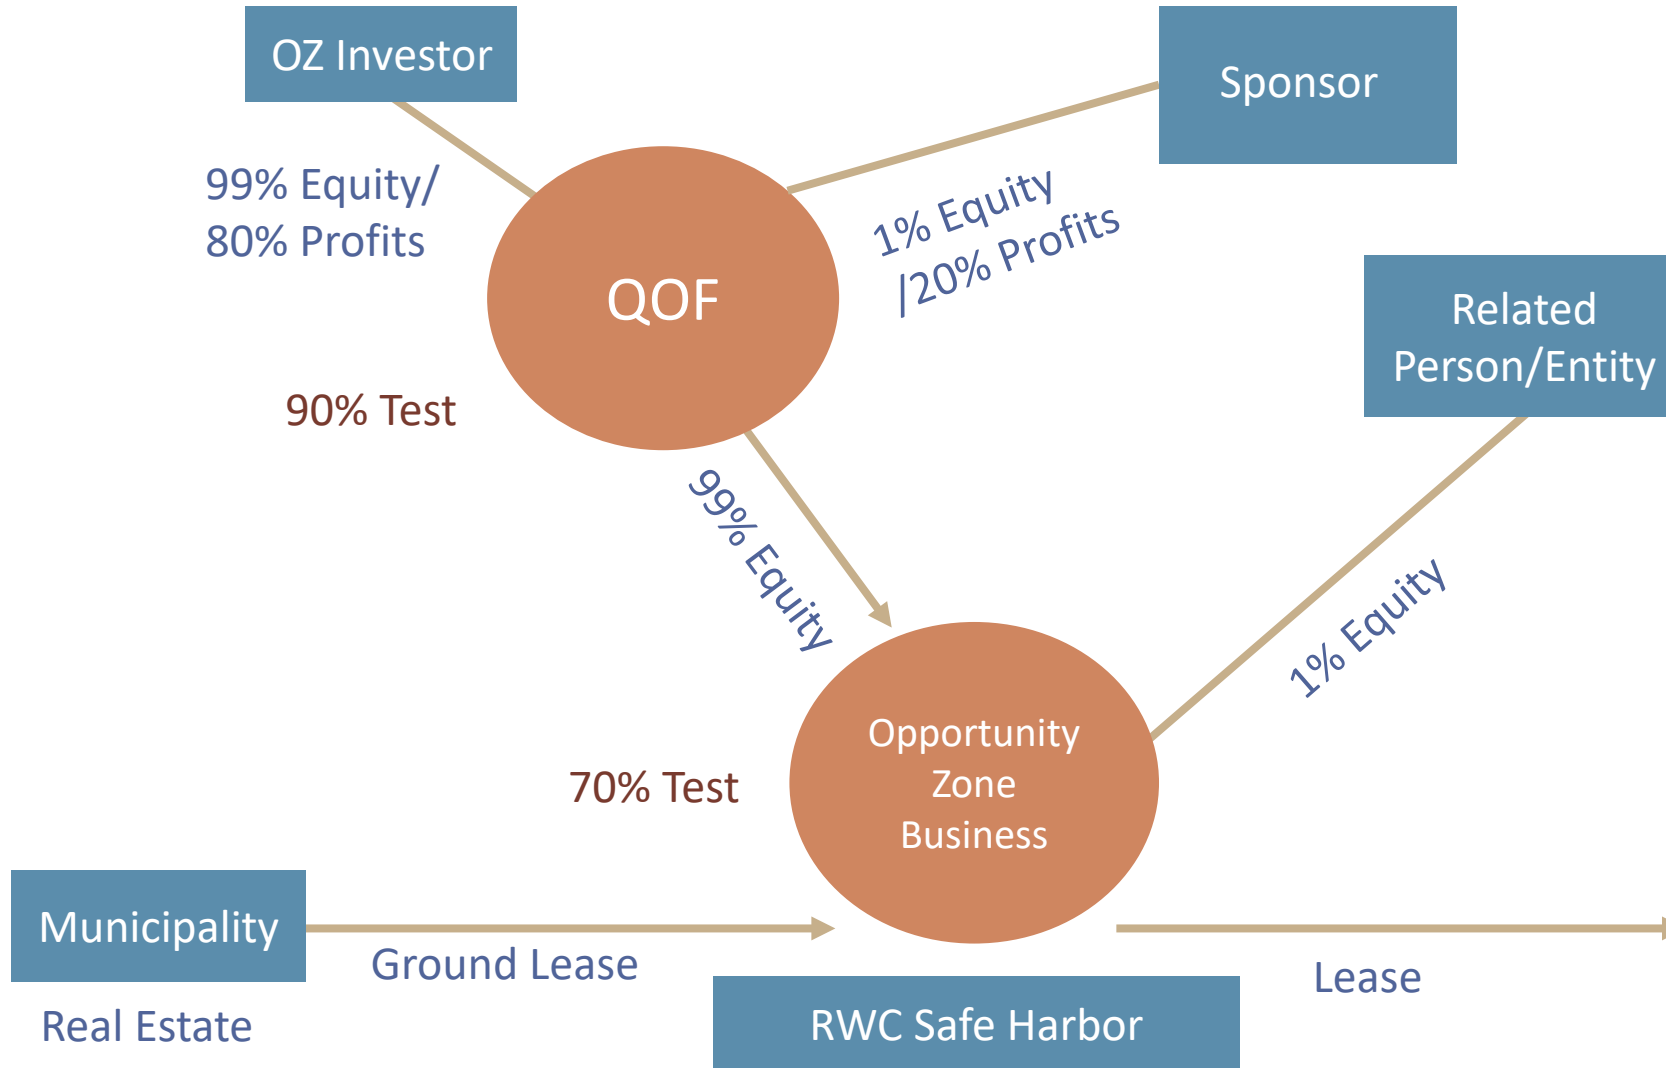 OZ Investor
Sponsor
99% Equity/
80% Profits
1% Equity
/20% Profits
QOF
Related
Person/Entity
90% Test
99% Equity
1% Equity
Opportunity
Zone
Business
70% Test
Municipality
Ground Lease
Lease
Real Estate
RWC Safe Harbor